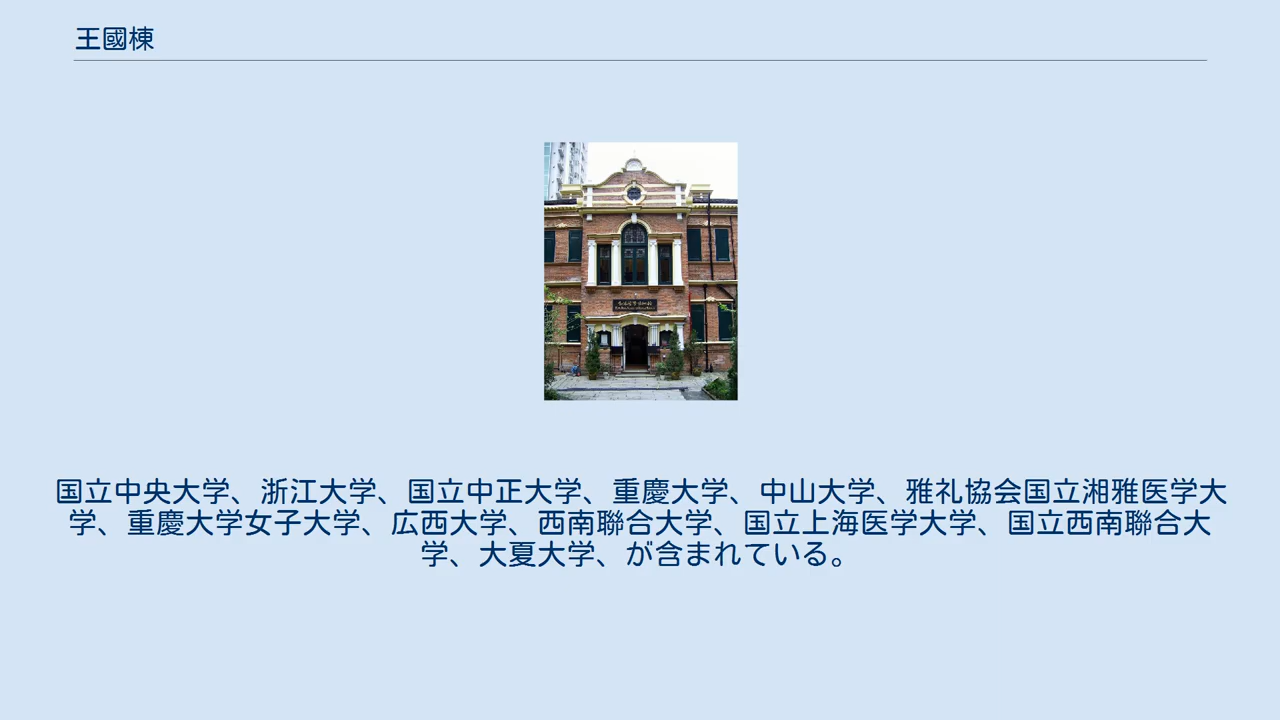 王國棟
国立中央大学、浙江大学、国立中正大学、重慶大学、中山大学、雅礼協会国立湘雅医学大
学、重慶大学女子大学、広西大学、西南聯合大学、国立上海医学大学、国立西南聯合大
学、大夏大学、が含まれている。